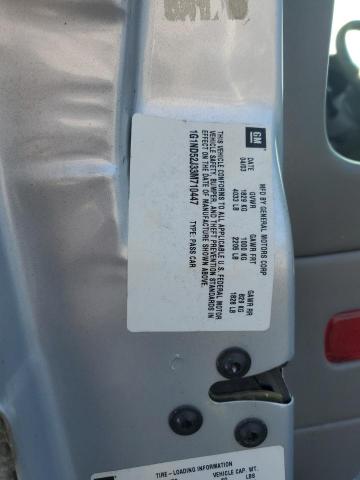 GM
MFD BY GENERAL MOTORS CORP
DATE GVWR GAWR FRT GAWR RR
04/03 1829 KG 1000 KG 829 KG
4033 LB 2205 LB 1828 LB
THIS VEHICLE CONFORMS TO ALL APPLICABLE U.S. FEDERAL MOTOR
VEHICLE SAFETY, BUMPER, AND THEFT PREVENTION STANDARDS IN
EFFECT ON THE DATE OF MANUFACTURE SHOWN ABOVE.
1G1ND52J33M710447 TYPE: PASS CAR
TIRE-LOADING INFORMATION
VEHICLE CAP. WT.
LBS